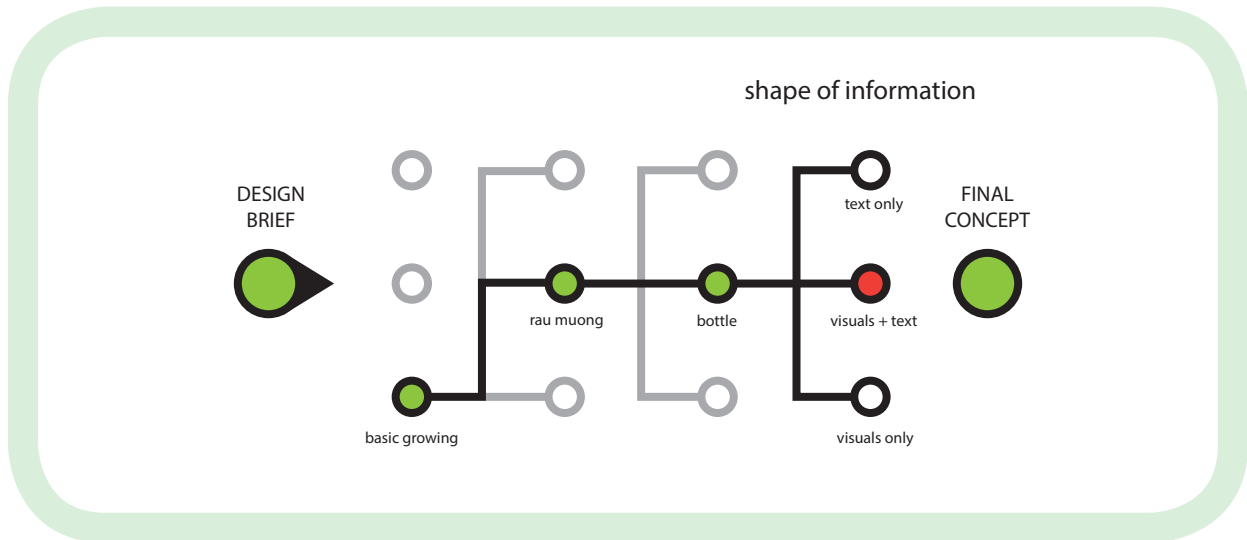 shape of information
DESIGN
BRIEF
text only
FINAL
CONCEPT
rau muong
bottle
visuals + text
basic growing
visuals only